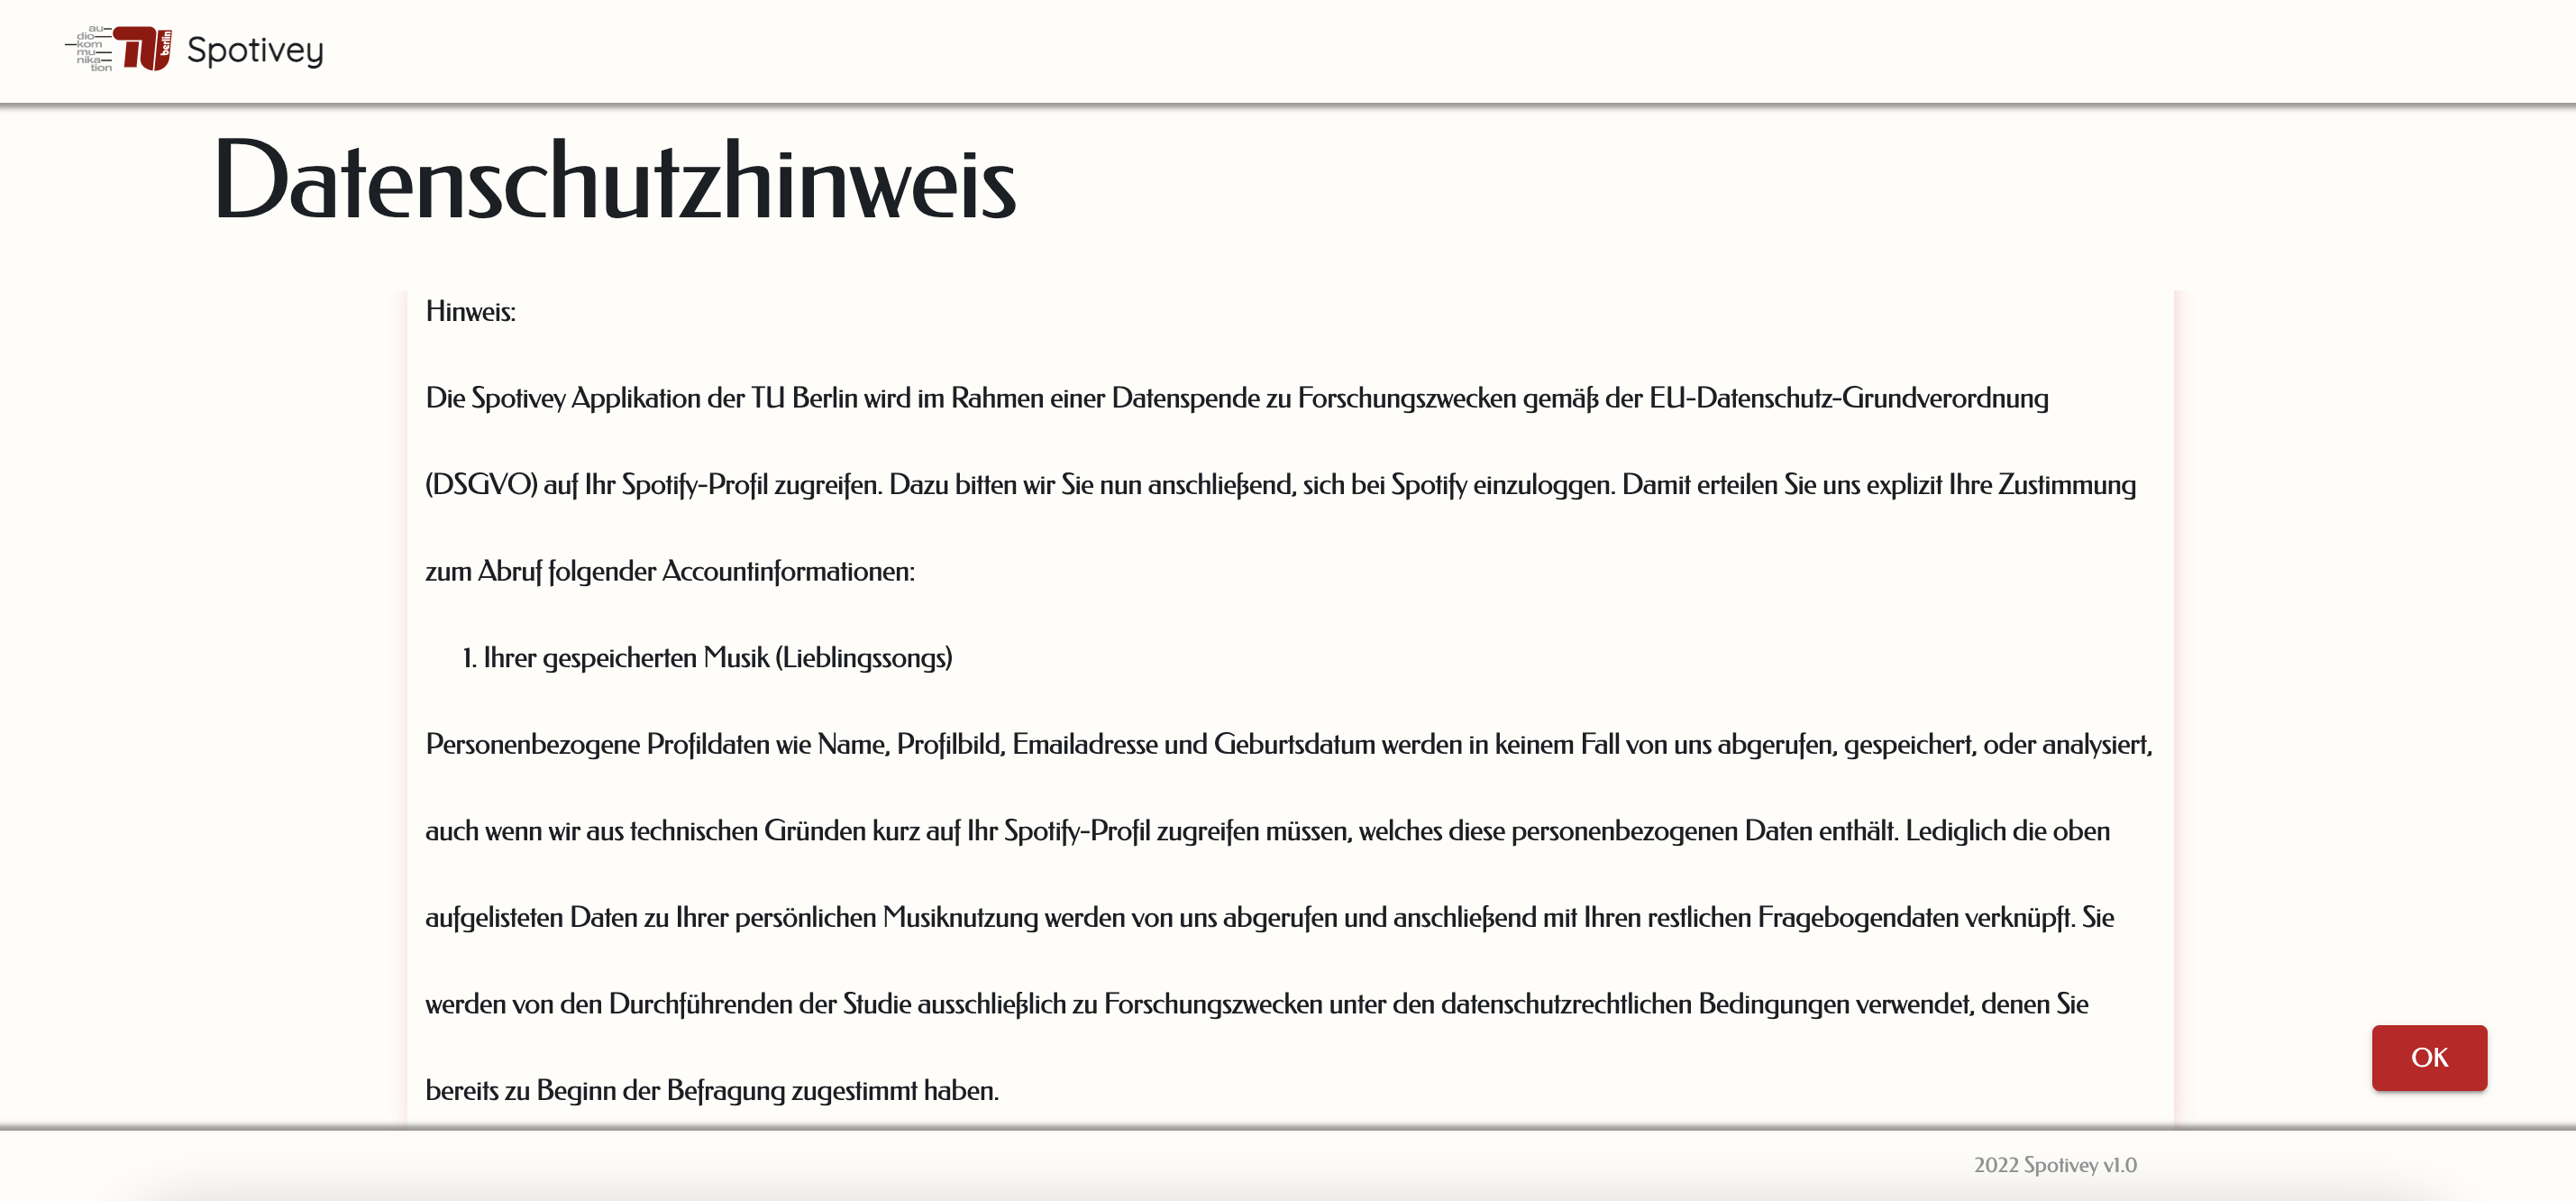 au
dio
kom
mu
nika
tion
TU berlin Spotivey
Datenschutzhinweis
Hinweis:
Die Spotivey Applikation der TU Berlin wird im Rahmen einer Datenspende zu Forschungszwecken gemäß der EU-Datenschutz-Grundverordnung
(DSGVO) auf Ihr Spotify-Profil zugreifen. Dazu bitten wir Sie nun anschließend, sich bei Spotify einzuloggen. Damit erteilen Sie uns explizit Ihre Zustimmung
zum Abruf folgender Accountinformationen:
1. Ihrer gespeicherten Musik (Lieblingssongs)
Personenbezogene Profildaten wie Name, Profilbild, Emailadresse und Geburtsdatum werden in keinem Fall von uns abgerufen, gespeichert, oder analysiert,
auch wenn wir aus technischen Gründen kurz auf Ihr Spotify-Profil zugreifen müssen, welches diese personenbezogenen Daten enthält. Lediglich die oben
aufgelisteten Daten zu Ihrer persönlichen Musiknutzung werden von uns abgerufen und anschließend mit Ihren restlichen Fragebogendaten verknüpft. Sie
werden von den Durchführenden der Studie ausschließlich zu Forschungszwecken unter den datenschutzrechtlichen Bedingungen verwendet, denen Sie
bereits zu Beginn der Befragung zugestimmt haben.
OK
2022 Spotivey v1.0